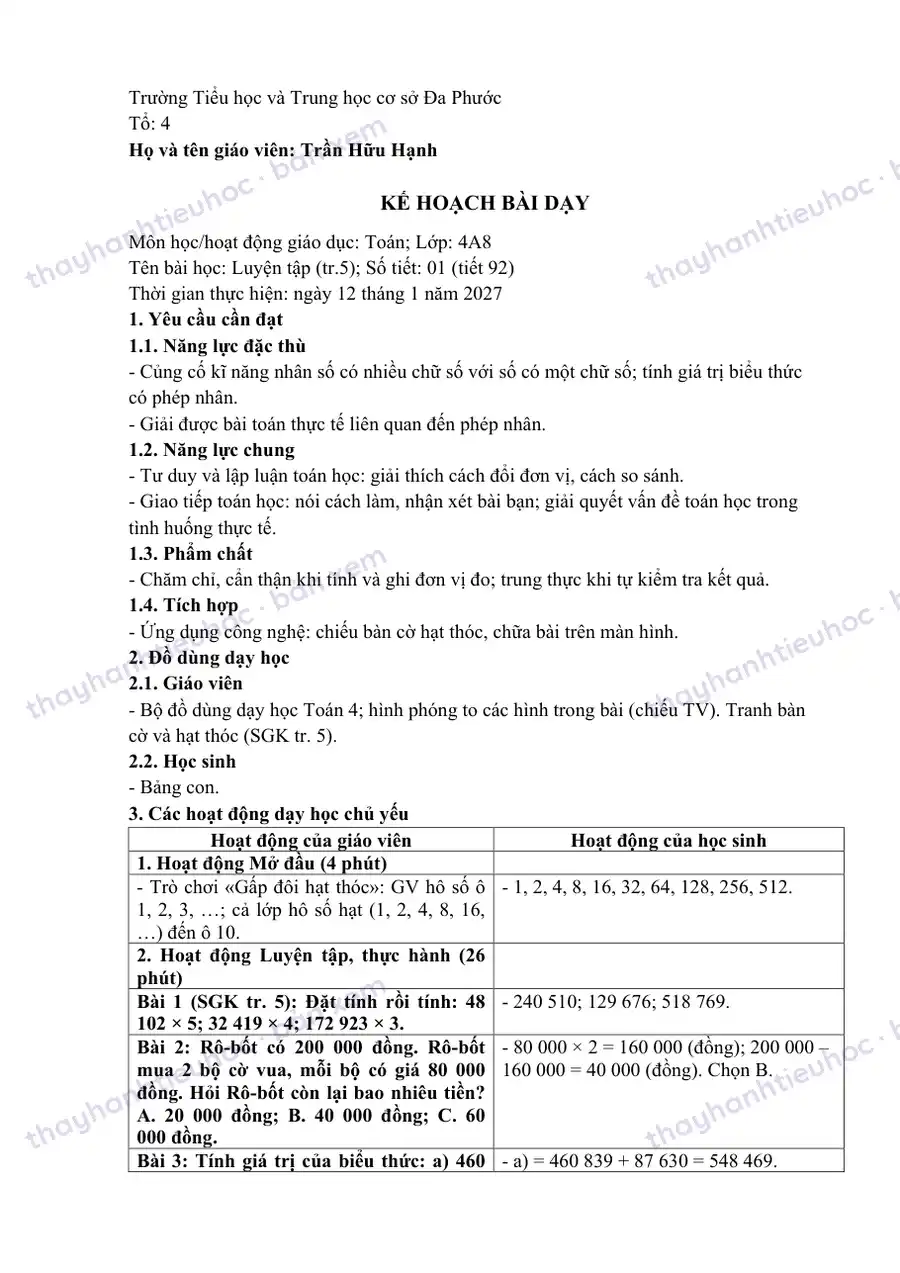 Trường Tiểu học và Trung học cơ sở Đa Phước
Tổ: 4
Họ và tên giáo viên: Trần Hữu Hạnh
KẾ HOẠCH BÀI DẠY
Môn học/hoạt động giáo dục: Toán; Lớp: 4A8
Tên bài học: Luyện tập (tr.5); Số tiết: 01 (tiết 92)
Thời gian thực hiện: ngày 12 tháng 1 năm 2027
1. Yêu cầu cần đạt
1.1. Năng lực đặc thù
- Củng cố kĩ năng nhân số có nhiều chữ số với số có một chữ số; tính giá trị biểu thức
có phép nhân.
- Giải được bài toán thực tế liên quan đến phép nhân.
1.2. Năng lực chung
- Tư duy và lập luận toán học: giải thích cách đổi đơn vị, cách so sánh.
- Giao tiếp toán học: nói cách làm, nhận xét bài bạn; giải quyết vấn đề toán học trong
tình huống thực tế.
1.3. Phẩm chất
- Chăm chỉ, cẩn thận khi tính và ghi đơn vị đo; trung thực khi tự kiểm tra kết quả.
1.4. Tích hợp
- Ứng dụng công nghệ: chiếu bàn cờ hạt thóc, chữa bài trên màn hình.
2. Đồ dùng dạy học
2.1. Giáo viên
- Bộ đồ dùng dạy học Toán 4; hình phóng to các hình trong bài (chiếu TV). Tranh bàn
cờ và hạt thóc (SGK tr. 5).
2.2. Học sinh
- Bảng con.
3. Các hoạt động dạy học chủ yếu
Hoạt động của giáo viên
Hoạt động của học sinh
1. Hoạt động Mở đầu (4 phút)
- Trò chơi «Gấp đôi hạt thóc»: GV hô số ô
1, 2, 3, …; cả lớp hô số hạt (1, 2, 4, 8, 16,
…) đến ô 10.
- 1, 2, 4, 8, 16, 32, 64, 128, 256, 512.
2. Hoạt động Luyện tập, thực hành (26
phút)
Bài 1 (SGK tr. 5): Đặt tính rồi tính: 48
102 × 5; 32 419 × 4; 172 923 × 3.
- 240 510; 129 676; 518 769.
Bài 2: Rô-bốt có 200 000 đồng. Rô-bốt
mua 2 bộ cờ vua, mỗi bộ có giá 80 000
đồng. Hỏi Rô-bốt còn lại bao nhiêu tiền?
A. 20 000 đồng; B. 40 000 đồng; C. 60
000 đồng.
- 80 000 × 2 = 160 000 (đồng); 200 000 –
160 000 = 40 000 (đồng). Chọn B.
Bài 3: Tính giá trị của biểu thức: a) 460
- a) = 460 839 + 87 630 = 548 469.
thayhanhtieuhoc · bản xem
thayhanhtieuhoc · b
thayhanhtieuhoc · bản xem
thayhanhtieuhoc · b
thayhanhtieuhoc · bản xem
thayhanhtieuhoc · b